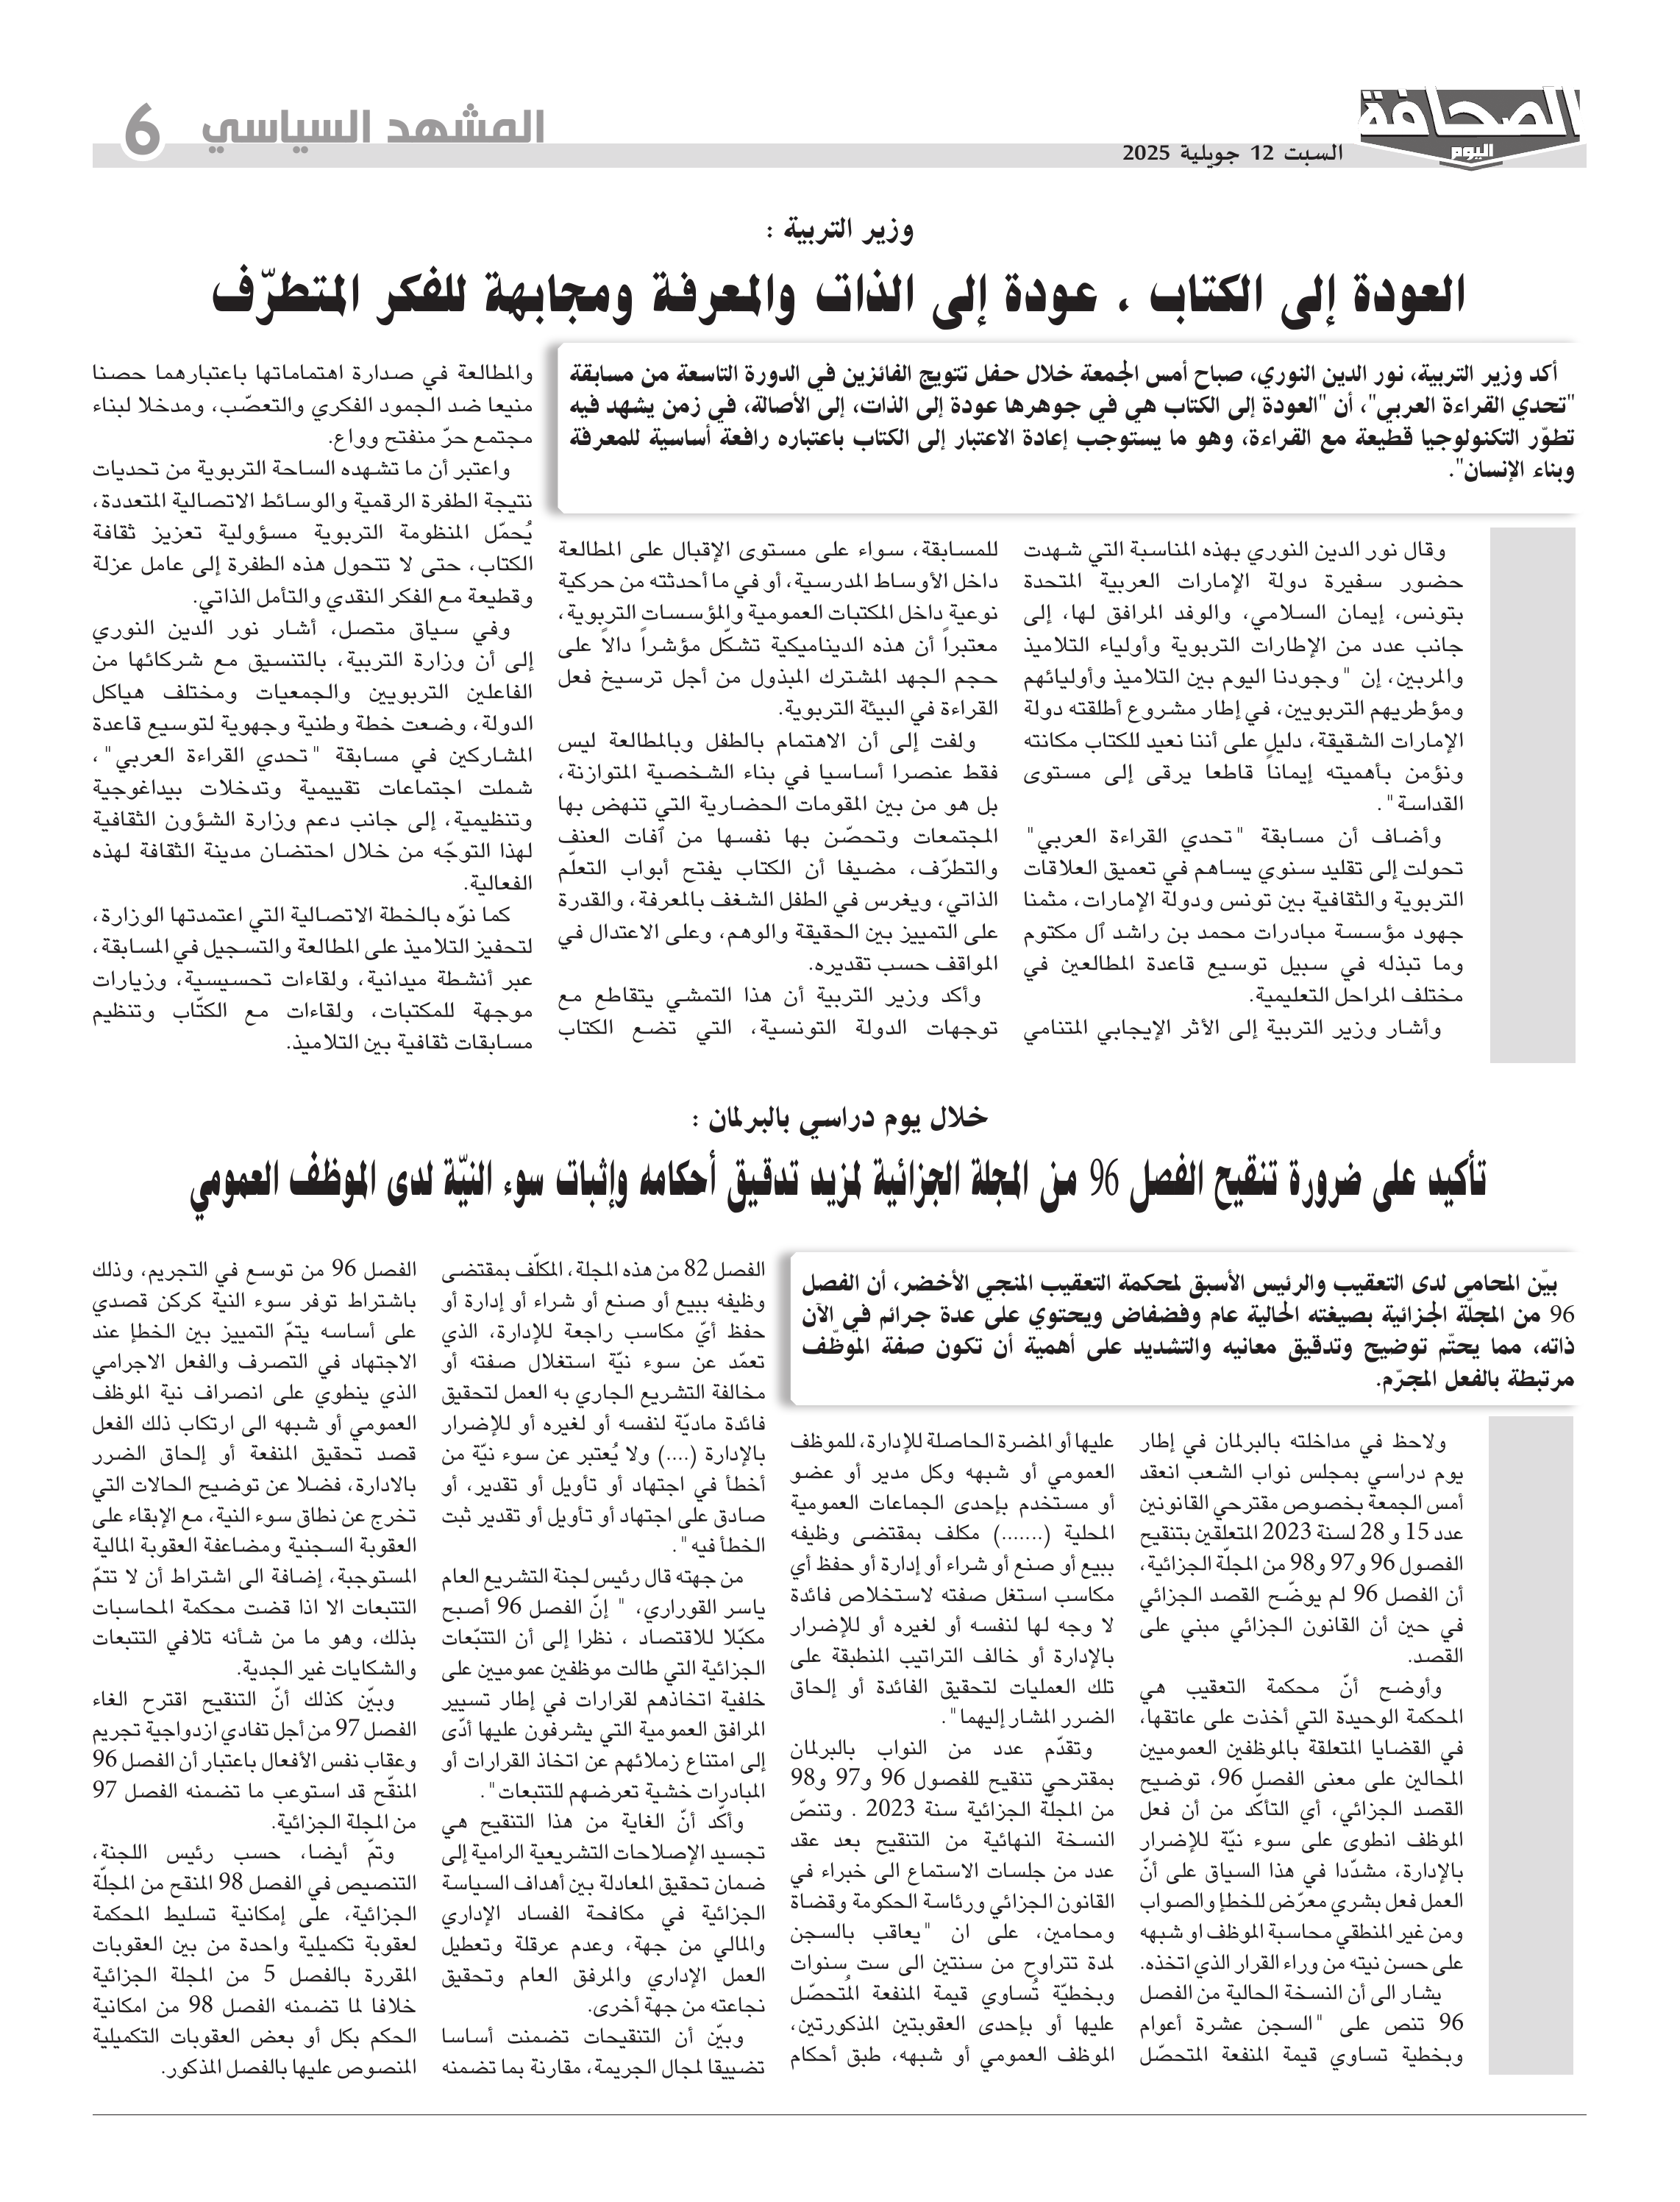 الصحافة
اليوم
السبت 12 جويلية 2025
المشهد السياسي
6
وزير التربية :
العودة إلى الكتاب . عودة إلى الذات والمعرفة ومجابهة للفكر المتطرّف
أكد وزير التربية، نور الدين النوري، صباح أمس الجمعة خلال حفل تتويج الفائزين في الدورة التاسعة من مسابقة
"تحدي القراءة العربي"، أن "العودة إلى الكتاب هي في جوهرها عودة إلى الذات، إلى الأصالة، في زمن يشهد فيه
تطوّر التكنولوجيا قطيعة مع القراءة، وهو ما يستوجب إعادة الاعتبار إلى الكتاب باعتباره رافعة أساسية للمعرفة
وبناء الإنسان".
وقال نور الدين النوري بهذه المناسبة التي شهدت
حضور سفيرة دولة الإمارات العربية المتحدة
بتونس، إيمان السلامي، والوفد المرافق لها، إلى
جانب عدد من الإطارات التربوية وأولياء التلاميذ
والمربين، إن "وجودنا اليوم بين التلاميذ وأوليائهم
ومؤطريهم التربويين، في إطار مشروع أطلقته دولة
الإمارات الشقيقة، دليل على أننا نعيد للكتاب مكانته
ونؤمن بأهميته إيماناً قاطعا يرقى إلى مستوى
القداسة".
وأضاف أن مسابقة "تحدي القراءة العربي"
تحولت إلى تقليد سنوي يساهم في تعميق العلاقات
التربوية والثقافية بين تونس ودولة الإمارات، مثمنا
جهود مؤسسة مبادرات محمد بن راشد آل مكتوم
وما تبذله في سبيل توسيع قاعدة المطالعين في
مختلف المراحل التعليمية.
وأشار وزير التربية إلى الأثر الإيجابي المتنامي
للمسابقة، سواء على مستوى الإقبال على المطالعة
داخل الأوساط المدرسية، أو في ما أحدثته من حركية
نوعية داخل المكتبات العمومية والمؤسسات التربوية،
معتبراً أن هذه الديناميكية تشكّل مؤشراً دالاً على
حجم الجهد المشترك المبذول من أجل ترسيخ فعل
القراءة في البيئة التربوية.
ولفت إلى أن الاهتمام بالطفل وبالمطالعة ليس
فقط عنصرا أساسيا في بناء الشخصية المتوازنة،
بل هو من بين المقومات الحضارية التي تنهض بها
المجتمعات وتحصّن بها نفسها من آفات العنف
والتطرّف، مضيفا أن الكتاب يفتح أبواب التعلّم
الذاتي، ويغرس في الطفل الشغف بالمعرفة، والقدرة
على التمييز بين الحقيقة والوهم، وعلى الاعتدال في
المواقف حسب تقديره.
وأكد وزير التربية أن هذا التمشي يتقاطع مع
توجهات الدولة التونسية، التي تضع الكتاب
والمطالعة في صدارة اهتماماتها باعتبارهما حصنا
منيعا ضد الجمود الفكري والتعصّب، ومدخلا لبناء
مجتمع حرّ منفتح وواع.
واعتبر أن ما تشهده الساحة التربوية من تحديات
نتيجة الطفرة الرقمية والوسائط الاتصالية المتعددة،
يُحمّل المنظومة التربوية مسؤولية تعزيز ثقافة
الكتاب، حتى لا تتحول هذه الطفرة إلى عامل عزلة
وقطيعة مع الفكر النقدي والتأمل الذاتي.
وفي سياق متصل، أشار نور الدين النوري
إلى أن وزارة التربية، بالتنسيق مع شركائها من
الفاعلين التربويين والجمعيات ومختلف هياكل
الدولة، وضعت خطة وطنية وجهوية لتوسيع قاعدة
المشاركين في مسابقة "تحدي القراءة العربي"،
شملت اجتماعات تقييمية وتدخلات بيداغوجية
وتنظيمية، إلى جانب دعم وزارة الشؤون الثقافية
لهذا التوجّه من خلال احتضان مدينة الثقافة لهذه
الفعالية.
كما نوّه بالخطة الاتصالية التي اعتمدتها الوزارة،
لتحفيز التلاميذ على المطالعة والتسجيل في المسابقة،
عبر أنشطة ميدانية، ولقاءات تحسيسية، وزيارات
موجهة للمكتبات، ولقاءات مع الكتّاب وتنظيم
مسابقات ثقافية بين التلاميذ.
خلال يوم دراسي بالبرلمان :
تأكيد على ضرورة تنقيح الفصل 96 من المجلة الجزائية لمزيد تدقيق أحكامه وإثبات سوء النيّة لدى الموظف العمومي
بيّن المحامي لدى التعقيب والرئيس الأسبق لمحكمة التعقيب المنجي الأخضر، أن الفصل
96 من المجلّة الجزائية بصيغته الحالية عام وفضفاض ويحتوي على عدة جرائم في الآن
ذاته، مما يحتّم توضيح وتدقيق معانيه والتشديد على أهمية أن تكون صفة الموظّف
مرتبطة بالفعل المجرّم.
ولاحظ في مداخلته بالبرلمان في إطار
يوم دراسي بمجلس نواب الشعب انعقد
أمس الجمعة بخصوص مقترحي القانونين
عدد 15 و 28 لسنة 2023 المتعلقين بتنقيح
الفصول 96 و97 و98 من المجلّة الجزائية،
أن الفصل 96 لم يوضّح القصد الجزائي
في حين أن القانون الجزائي مبني على
القصد.
وأوضح أنّ محكمة التعقيب هي
المحكمة الوحيدة التي أخذت على عاتقها،
في القضايا المتعلقة بالموظفين العموميين
المحالين على معنى الفصل 96، توضيح
القصد الجزائي، أي التأكّد من أن فعل
الموظف انطوى على سوء نيّة للإضرار
بالإدارة، مشدّدا في هذا السياق على أنّ
العمل فعل بشري معرّض للخطإ والصواب
ومن غير المنطقي محاسبة الموظف او شبهه
على حسن نيته من وراء القرار الذي اتخذه.
يشار الى أن النسخة الحالية من الفصل
96 تنص على "السجن عشرة أعوام
وبخطية تساوي قيمة المنفعة المتحصّل
عليها أو المضرة الحاصلة للإدارة، للموظف
العمومي أو شبهه وكل مدير أو عضو
أو مستخدم بإحدى الجماعات العمومية
المحلية (.......) مكلف بمقتضى وظيفه
ببيع أو صنع أو شراء أو إدارة أو حفظ أي
مكاسب استغل صفته لاستخلاص فائدة
لا وجه لها لنفسه أو لغيره أو للإضرار
بالإدارة أو خالف التراتيب المنطبقة على
تلك العمليات لتحقيق الفائدة أو إلحاق
الضرر المشار إليهما".
وتقدّم عدد من النواب بالبرلمان
بمقترحي تنقيح للفصول 96 و97 و98
من المجلّة الجزائية سنة 2023 . وتنصّ
النسخة النهائية من التنقيح بعد عقد
عدد من جلسات الاستماع الى خبراء في
القانون الجزائي ورئاسة الحكومة وقضاة
ومحامين، على ان "يعاقب بالسجن
لمدة تتراوح من سنتين الى ست سنوات
وبخطيّة تُساوي قيمة المنفعة المُتحصّل
عليها أو بإحدى العقوبتين المذكورتين،
الموظف العمومي أو شبهه، طبق أحكام
الفصل 82 من هذه المجلة، المكلّف بمقتضى
وظيفه ببيع أو صنع أو شراء أو إدارة أو
حفظ أيّ مكاسب راجعة للإدارة، الذي
تعمّد عن سوء نيّة استغلال صفته أو
مخالفة التشريع الجاري به العمل لتحقيق
فائدة ماديّة لنفسه أو لغيره أو للإضرار
بالإدارة (....) ولا يُعتبر عن سوء نيّة من
أخطأ في اجتهاد أو تأويل أو تقدير، أو
صادق على اجتهاد أو تأويل أو تقدير ثبت
الخطأ فيه".
من جهته قال رئيس لجنة التشريع العام
ياسر القوراري، " إنّ الفصل 96 أصبح
مكبّلا للاقتصاد ، نظرا إلى أن التتبّعات
الجزائية التي طالت موظفين عموميين على
خلفية اتخاذهم لقرارات في إطار تسيير
المرافق العمومية التي يشرفون عليها أدّى
إلى امتناع زملائهم عن اتخاذ القرارات أو
المبادرات خشية تعرضهم للتتبعات".
وأكّد أنّ الغاية من هذا التنقيح هي
تجسيد الإصلاحات التشريعية الرامية إلى
ضمان تحقيق المعادلة بين أهداف السياسة
الجزائية في مكافحة الفساد الإداري
والمالي من جهة، وعدم عرقلة وتعطيل
العمل الإداري والمرفق العام وتحقيق
نجاعته من جهة أخرى.
وبيّن أن التنقيحات تضمنت أساسا
تضييقا لمجال الجريمة، مقارنة بما تضمنه
الفصل 96 من توسع في التجريم، وذلك
باشتراط توفر سوء النية كركن قصدي
على أساسه يتمّ التمييز بين الخطإ عند
الاجتهاد في التصرف والفعل الاجرامي
الذي ينطوي على انصراف نية الموظف
العمومي أو شبهه الى ارتكاب ذلك الفعل
قصد تحقيق المنفعة أو إلحاق الضرر
بالادارة، فضلا عن توضيح الحالات التي
تخرج عن نطاق سوء النية، مع الإبقاء على
العقوبة السجنية ومضاعفة العقوبة المالية
المستوجبة، إضافة الى اشتراط أن لا تتمّ
التتبعات الا اذا قضت محكمة المحاسبات
بذلك، وهو ما من شأنه تلافي التتبعات
والشكايات غير الجدية.
وبيّن كذلك أنّ التنقيح اقترح الغاء
الفصل 97 من أجل تفادي ازدواجية تجريم
وعقاب نفس الأفعال باعتبار أن الفصل 96
المنقّح قد استوعب ما تضمنه الفصل 97
من المجلة الجزائية.
وتمّ أيضا، حسب رئيس اللجنة،
التنصيص في الفصل 98 المنقح من المجلّة
الجزائية، على إمكانية تسليط المحكمة
لعقوبة تكميلية واحدة من بين العقوبات
المقررة بالفصل 5 من المجلة الجزائية
خلافا لما تضمنه الفصل 98 من امكانية
الحكم بكل أو بعض العقوبات التكميلية
المنصوص عليها بالفصل المذكور.